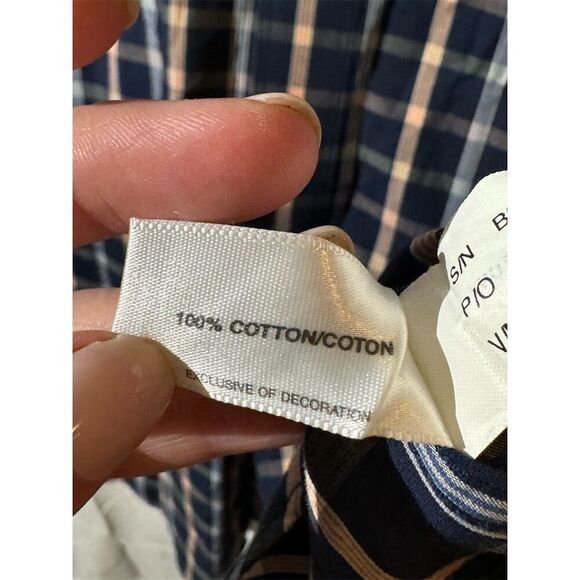 100% COTTON/COTON
EXCLUSIVE OF DECORATION
S/N
P/O